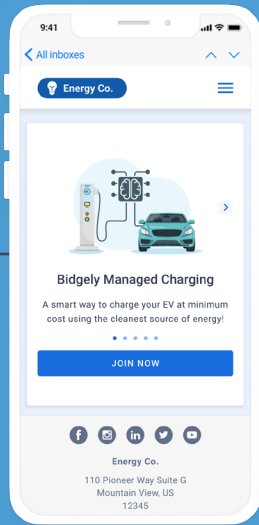 9:41
All inboxes
Energy Co.
Bidgely Managed Charging
A smart way to charge your EV at minimum
cost using the cleanest source of energy!
JOIN NOW
Energy Co.
110 Pioneer Way Suite G
Mountain View, US
12345